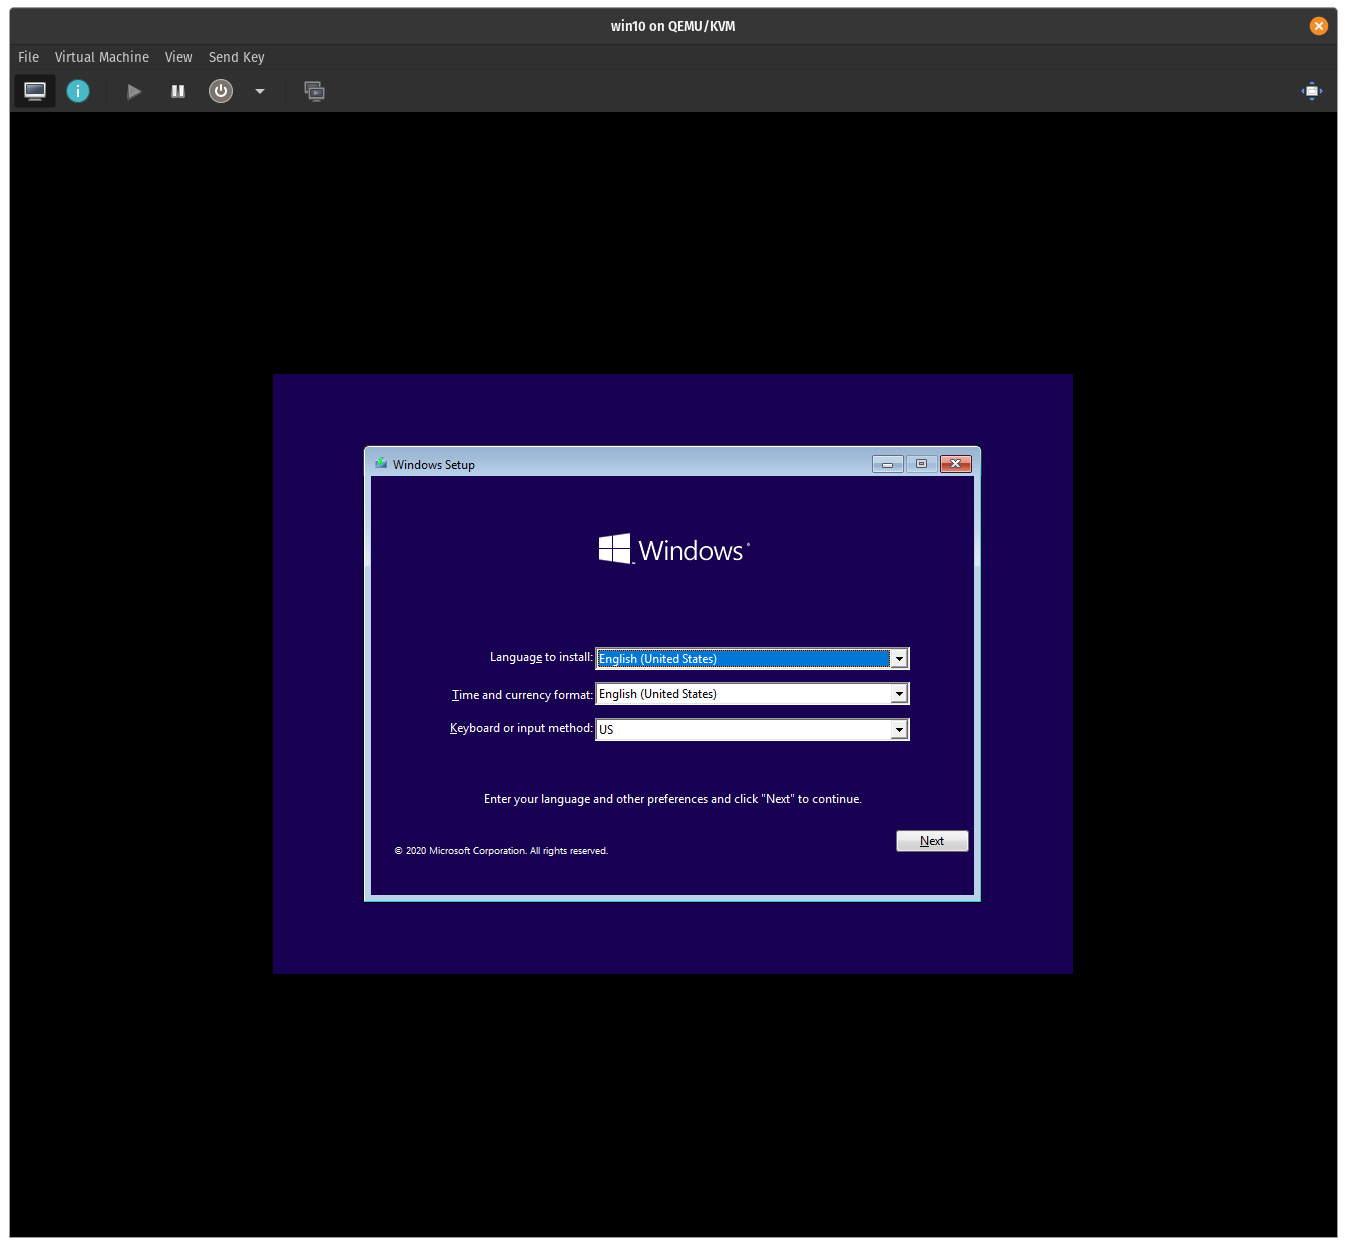 win10 on QEMU/KVM
File Virtual Machine View Send Key
Windows Setup
Windows
Language to install: English (United States)
Time and currency format: English (United States)
Keyboard or input method: US
Enter your language and other preferences and click "Next" to continue.
Next
© 2020 Microsoft Corporation. All rights reserved.